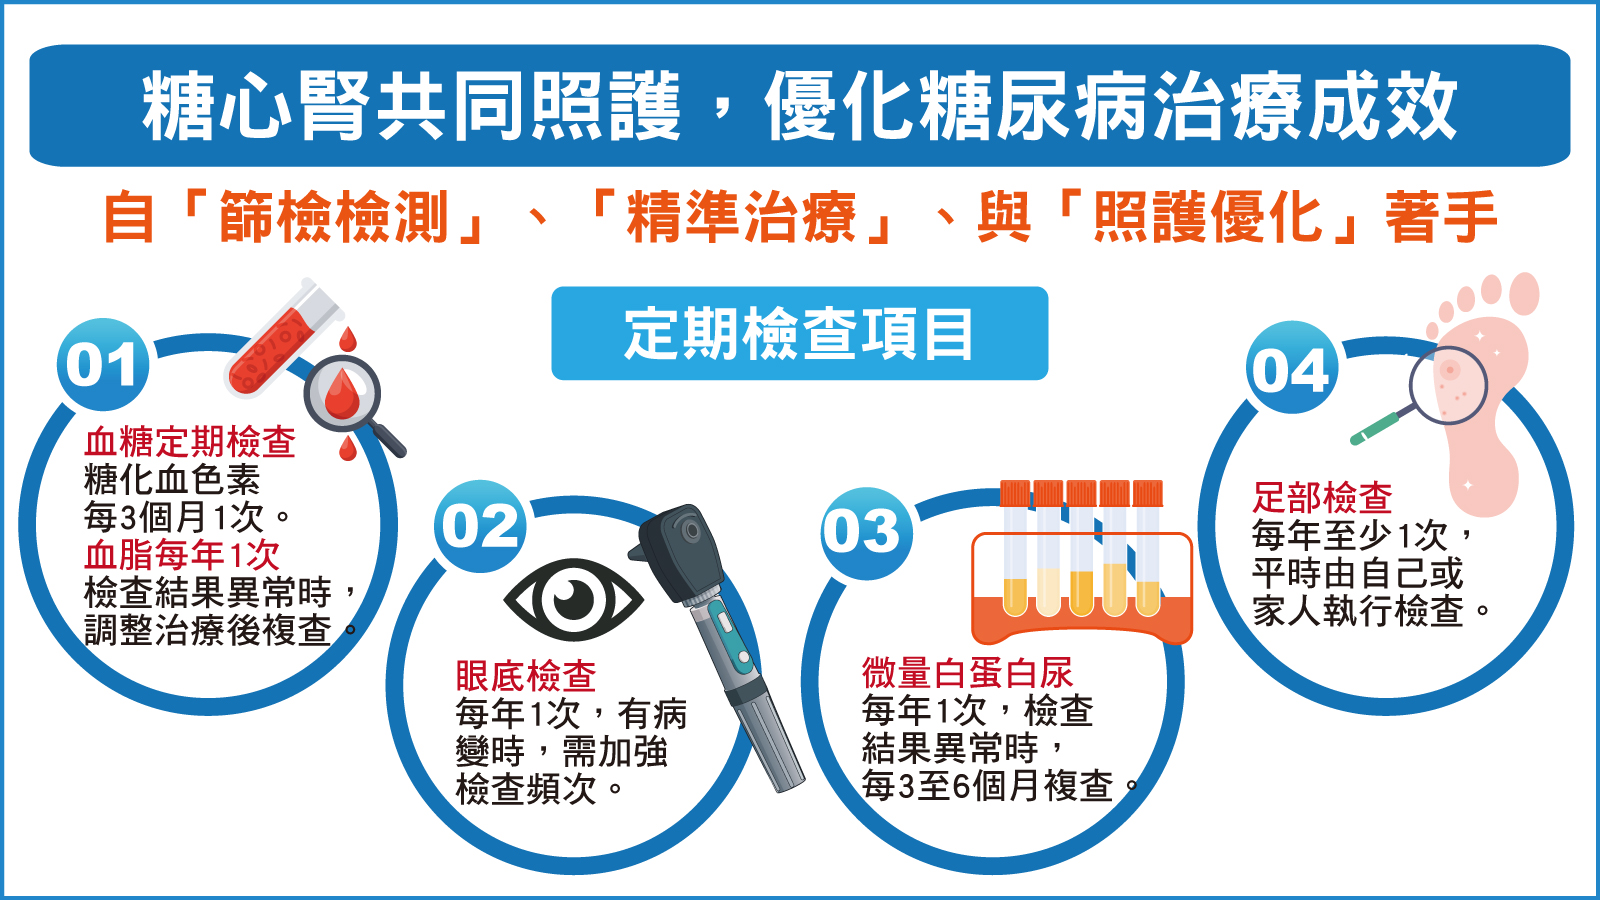 糖心腎共同照護，優化糖尿病治療成效
自「篩檢檢測」、「精準治療」、與「照護優化」著手
定期檢查項目
01
血糖定期檢查
糖化血色素
每3個月1次。
血脂每年1次
檢查結果異常時，
調整治療後複查。
02
眼底檢查
每年1次，有病
變時，需加強
檢查頻次。
03
微量白蛋白尿
每年1次，檢查
結果異常時，
每3至6個月複查。
04
足部檢查
每年至少1次，
平時由自己或
家人執行檢查。